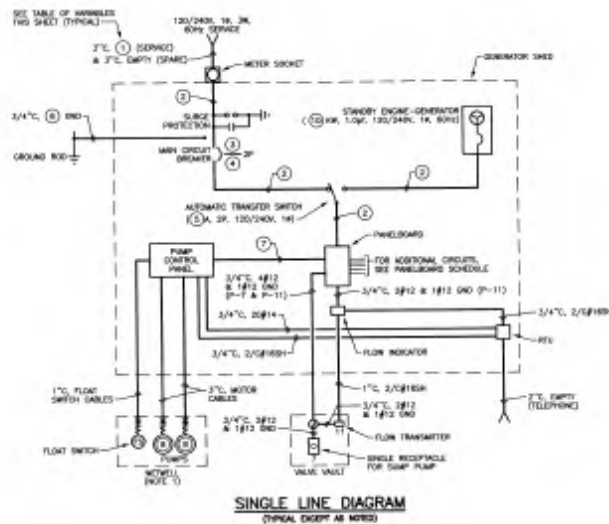 SEE TABLE OF VARIABLES
THIS SHEET (TYPICAL)
120/240V, 1Φ, 3W,
60Hz SERVICE
2"C, 1 (SERVICE)
& 2"C, EMPTY (SPARE)
METER SOCKET
GENERATOR SHED
2
SURGE
PROTECTION
STANDBY ENGINE-GENERATOR
( 10 KW, 1.0pf, 120/240V, 1Φ, 60Hz)
3/4"C, 6 GND
GROUND ROD
MAIN CIRCUIT
BREAKER
3
4
2P
2
2
AUTOMATIC TRANSFER SWITCH
( 5 A, 2P, 120/240V, 1Φ)
2
PUMP
CONTROL
PANEL
7
PANELBOARD
FOR ADDITIONAL CIRCUITS,
SEE PANELBOARD SCHEDULE
3/4"C, 4#12
& 1#12 GND
(P-7 & P-11)
3/4"C, 2#12 & 1#12 GND (P-11)
3/4"C, 20#14
3/4"C, 2/C#16SH
3/4"C, 2/C#16SH
FLOW INDICATOR
RTU
1"C, FLOAT
SWITCH CABLES
3"C, MOTOR
CABLES
1"C, 2/C#16SH
2"C, EMPTY
(TELEPHONE)
3/4"C, 2#12
& 1#12 GND
3/4"C, 2#12
& 1#12 GND
FLOAT SWITCH
PUMPS
FLOW TRANSMITTER
SINGLE RECEPTACLE
FOR SUMP PUMP
WETWELL
(NOTE 1)
VALVE VAULT
SINGLE LINE DIAGRAM
(TYPICAL EXCEPT AS NOTED)